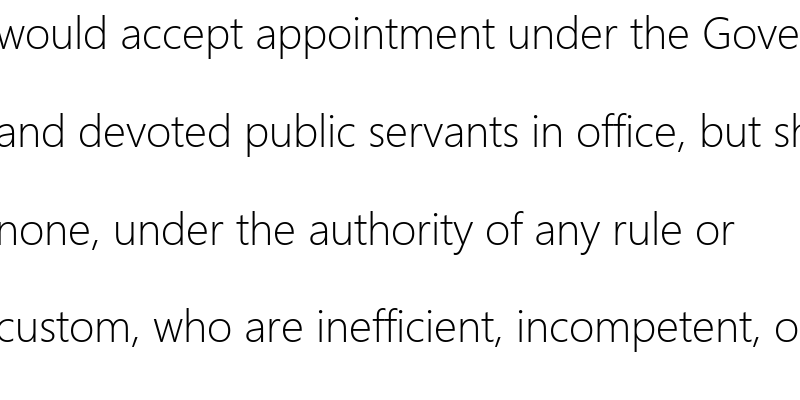 would accept appointment under the Gove
and devoted public servants in office, but sh
none, under the authority of any rule or
custom, who are inefficient, incompetent, o